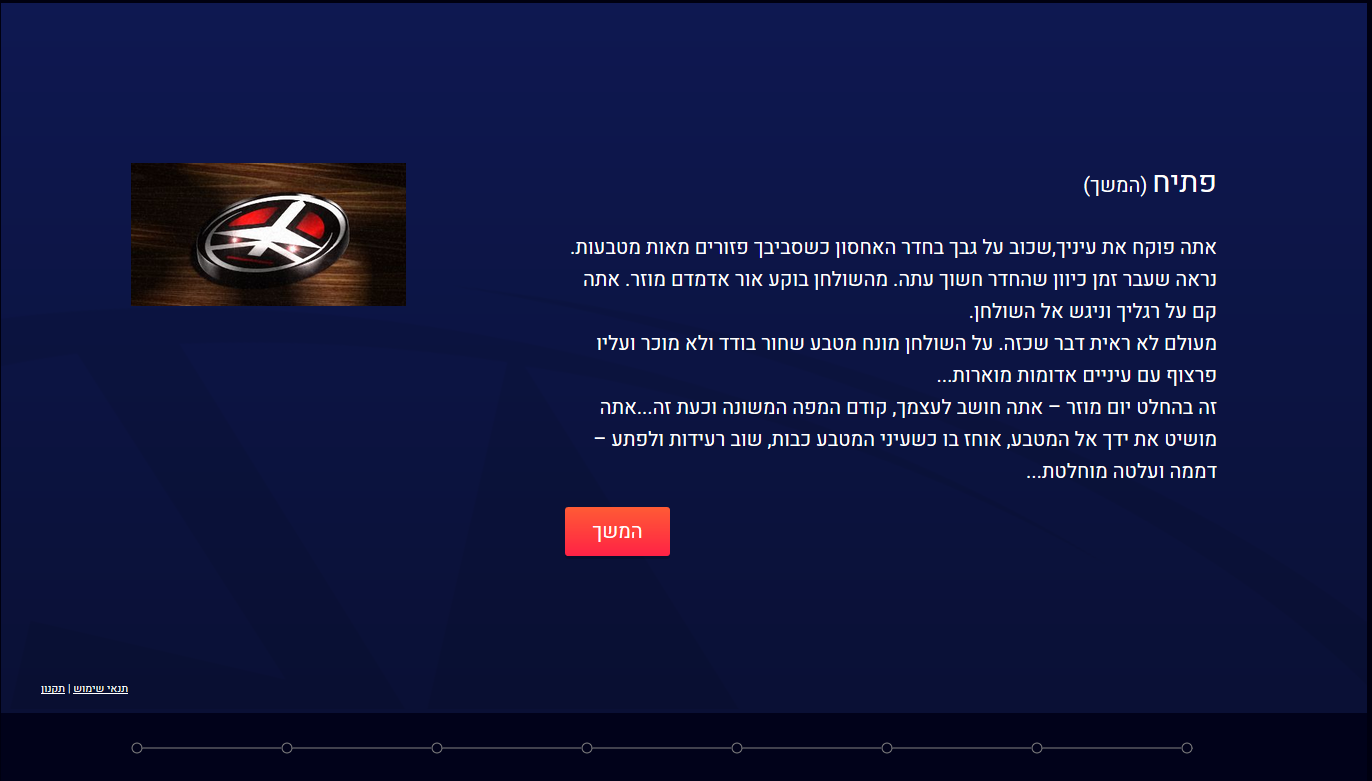 פתיח (המשך)
אתה פוקח את עיניך,שכוב על גבך בחדר האחסון כשסביבך פזורים מאות מטבעות.
נראה שעבר זמן כיוון שהחדר חשוך עתה. מהשולחן בוקע אור אדמדם מוזר. אתה
קם על רגליך וניגש אל השולחן.
מעולם לא ראית דבר שכזה. על השולחן מונח מטבע שחור בודד ולא מוכר ועליו
פרצוף עם עיניים אדומות מוארות...
זה בהחלט יום מוזר – אתה חושב לעצמך, קודם המפה המשונה וכעת זה...אתה
מושיט את ידך אל המטבע, אוחז בו כשעיני המטבע כבות, שוב רעידות ולפתע –
דממה ועלטה מוחלטת...
המשך
תנאי שימוש | תקנון